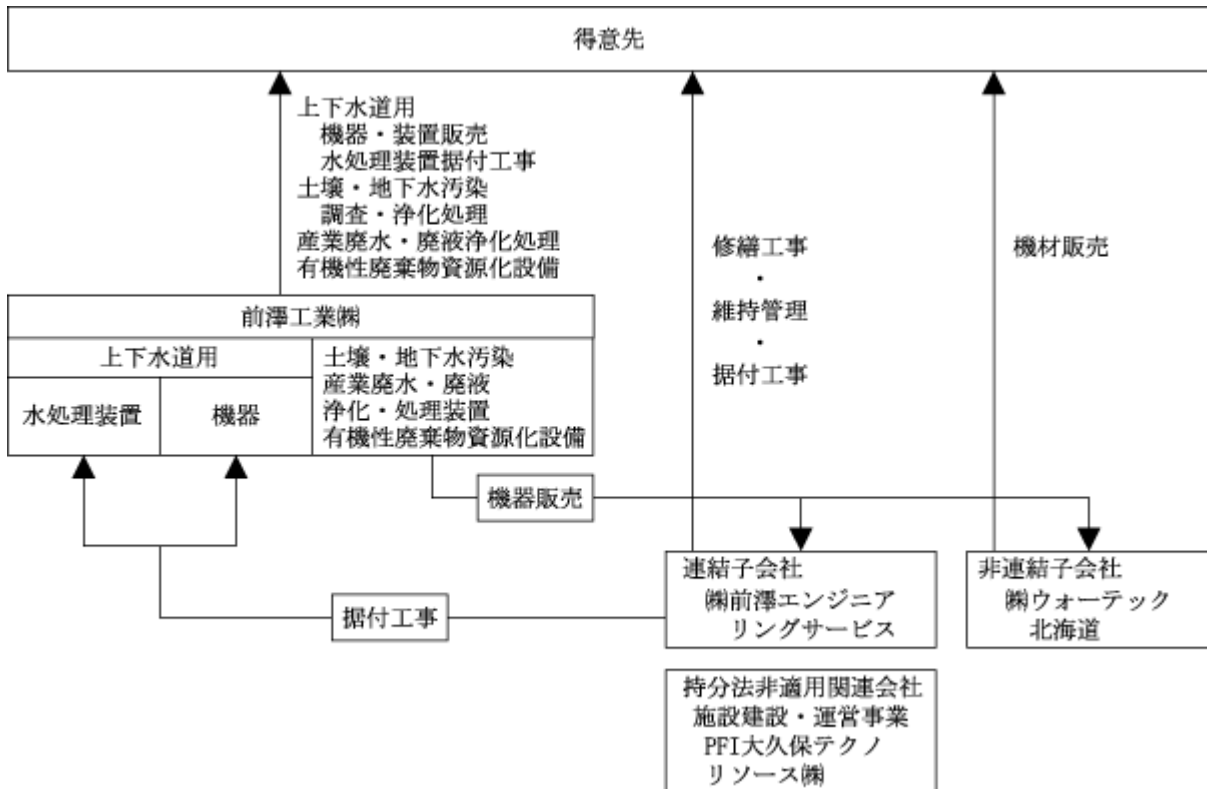 得意先
上下水道用
機器・装置販売
水処理装置据付工事
土壌・地下水汚染
調査・浄化処理
産業廃水・廃液浄化処理
有機性廃棄物資源化設備
修繕工事
・
維持管理
・
据付工事
機材販売
前澤工業㈱
上下水道用
水処理装置
機器
土壌・地下水汚染
産業廃水・廃液
浄化・処理装置
有機性廃棄物資源化設備
機器販売
据付工事
連結子会社
㈱前澤エンジニア
リングサービス
非連結子会社
㈱ウォーテック
北海道
持分法非適用関連会社
施設建設・運営事業
PFI大久保テクノ
リソース㈱